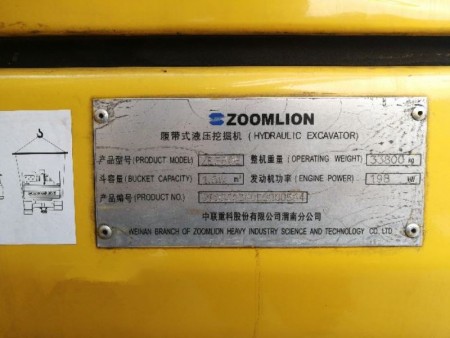 ZOOMLION
履带式液压挖掘机 (HYDRAULIC EXCAVATOR)
产品型号 (PRODUCT MODEL) 整机重量 (OPERATING WEIGHT) 33800 kg
斗容量 (BUCKET CAPACITY) m³ 发动机功率 (ENGINE POWER) 198 kW
产品编号 (PRODUCT NO.)
中联重科股份有限公司渭南分公司
WEINAN BRANCH OF ZOOMLION HEAVY INDUSTRY SCIENCE AND TECHNOLOGY CO., LTD